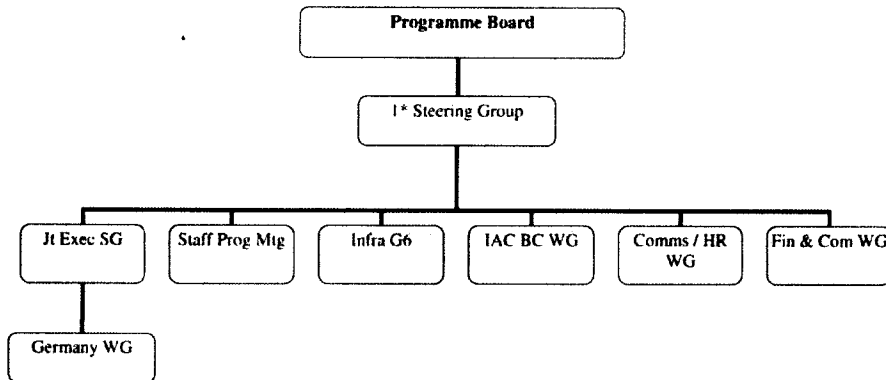 Programme Board
1* Steering Group
Jt Exec SG
Staff Prog Mtg
Infra G6
IAC BC WG
Comms / HR
WG
Fin & Com WG
Germany WG